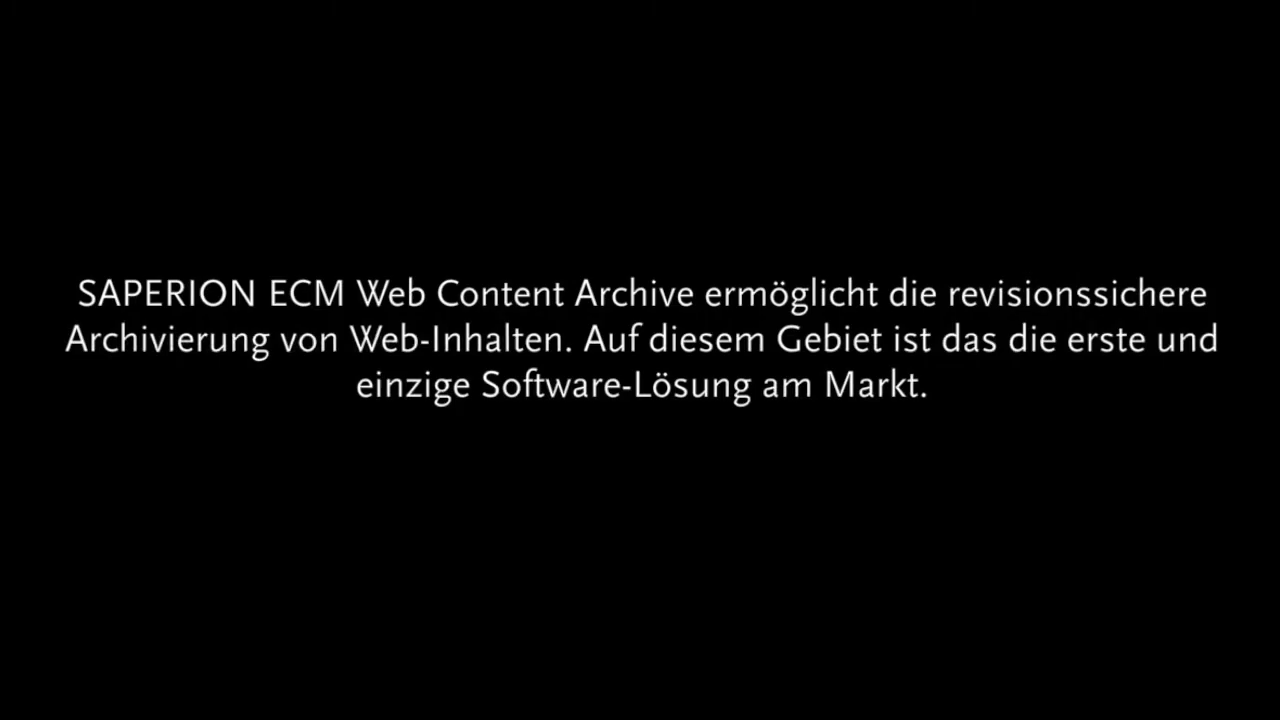 SAPERION ECM Web Content Archive ermöglicht die revisionssichere
Archivierung von Web-Inhalten. Auf diesem Gebiet ist das die erste und
einzige Software-Lösung am Markt.